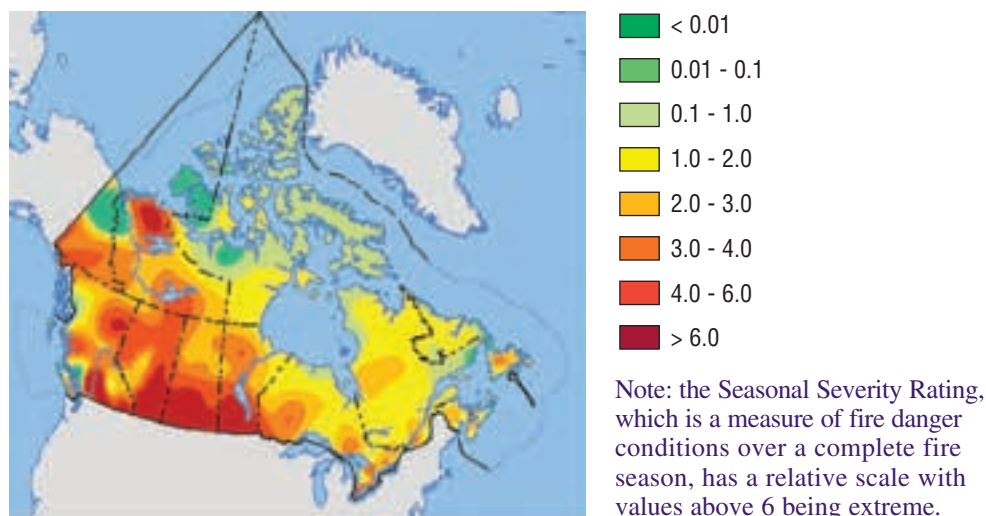 < 0.01
0.01 - 0.1
0.1 - 1.0
1.0 - 2.0
2.0 - 3.0
3.0 - 4.0
4.0 - 6.0
> 6.0
Note: the Seasonal Severity Rating,
which is a measure of fire danger
conditions over a complete fire
season, has a relative scale with
values above 6 being extreme.